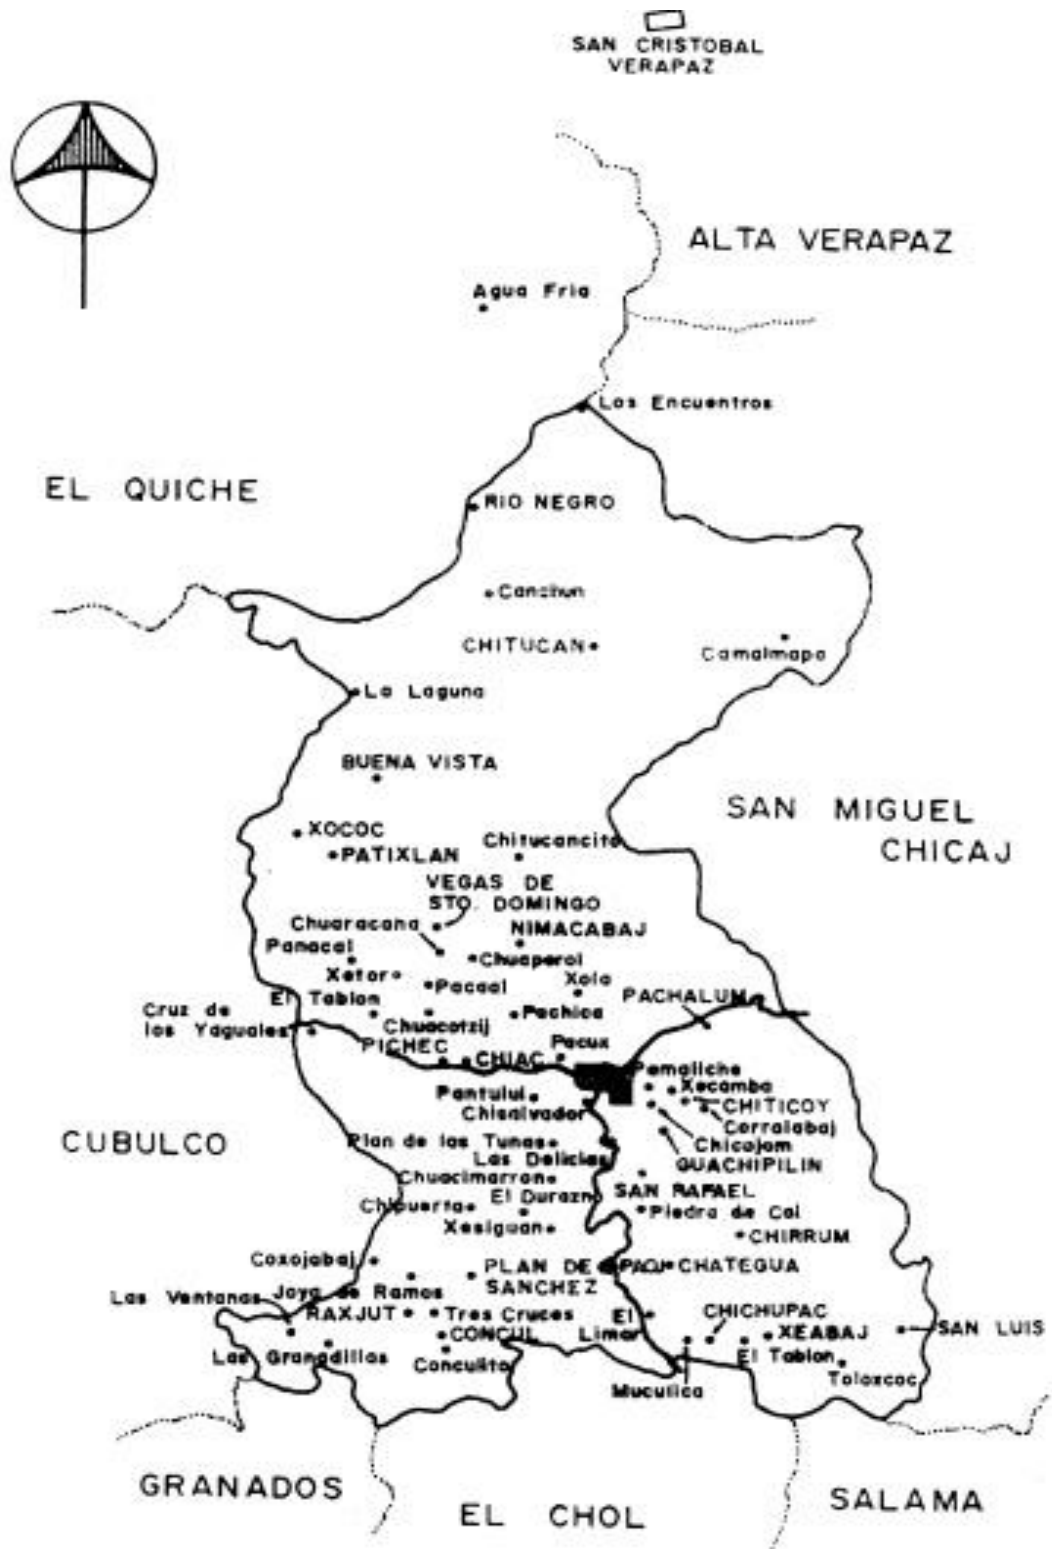 SAN CRISTOBAL
VERAPAZ
ALTA VERAPAZ
Agua Fria
Los Encuentros
EL QUICHE
RIO NEGRO
Canchun
CHITUCAN
Camalmapa
La Laguna
BUENA VISTA
SAN MIGUEL
CHICAJ
XOCOC
PATIXLAN
Chitucancito
VEGAS DE
STO. DOMINGO
Chuaracana
NIMACABAJ
Panacal
Chuaperol
Xetor
Pacaal
Xolo
El Tablon
PACHALUM
Cruz de
los Yaguales
Chuacotzij
Pachica
PICHEC
CHIAC
Pacux
Pamaliche
Xecamba
Pantulul
CHITICOY
Chisalvador
Corralabaj
CUBULCO
Plan de las Tunas
Chicojom
Las Delicias
GUACHIPILIN
Chuacimarron
SAN RAFAEL
El Durazno
Chipuerta
Piedra de Cal
Xesiguan
CHIRRUM
Coxojabaj
PLAN DE
SANCHEZ
IPACJ
CHATEGUA
Las Ventanas
Joya de Ramos
RAXJUT
Tres Cruces
El
Limar
CHICHUPAC
XEABAJ
SAN LUIS
CONCUL
Las Granadillas
Conculito
El Tablon
Toloxcoc
Muculica
GRANADOS
EL CHOL
SALAMA